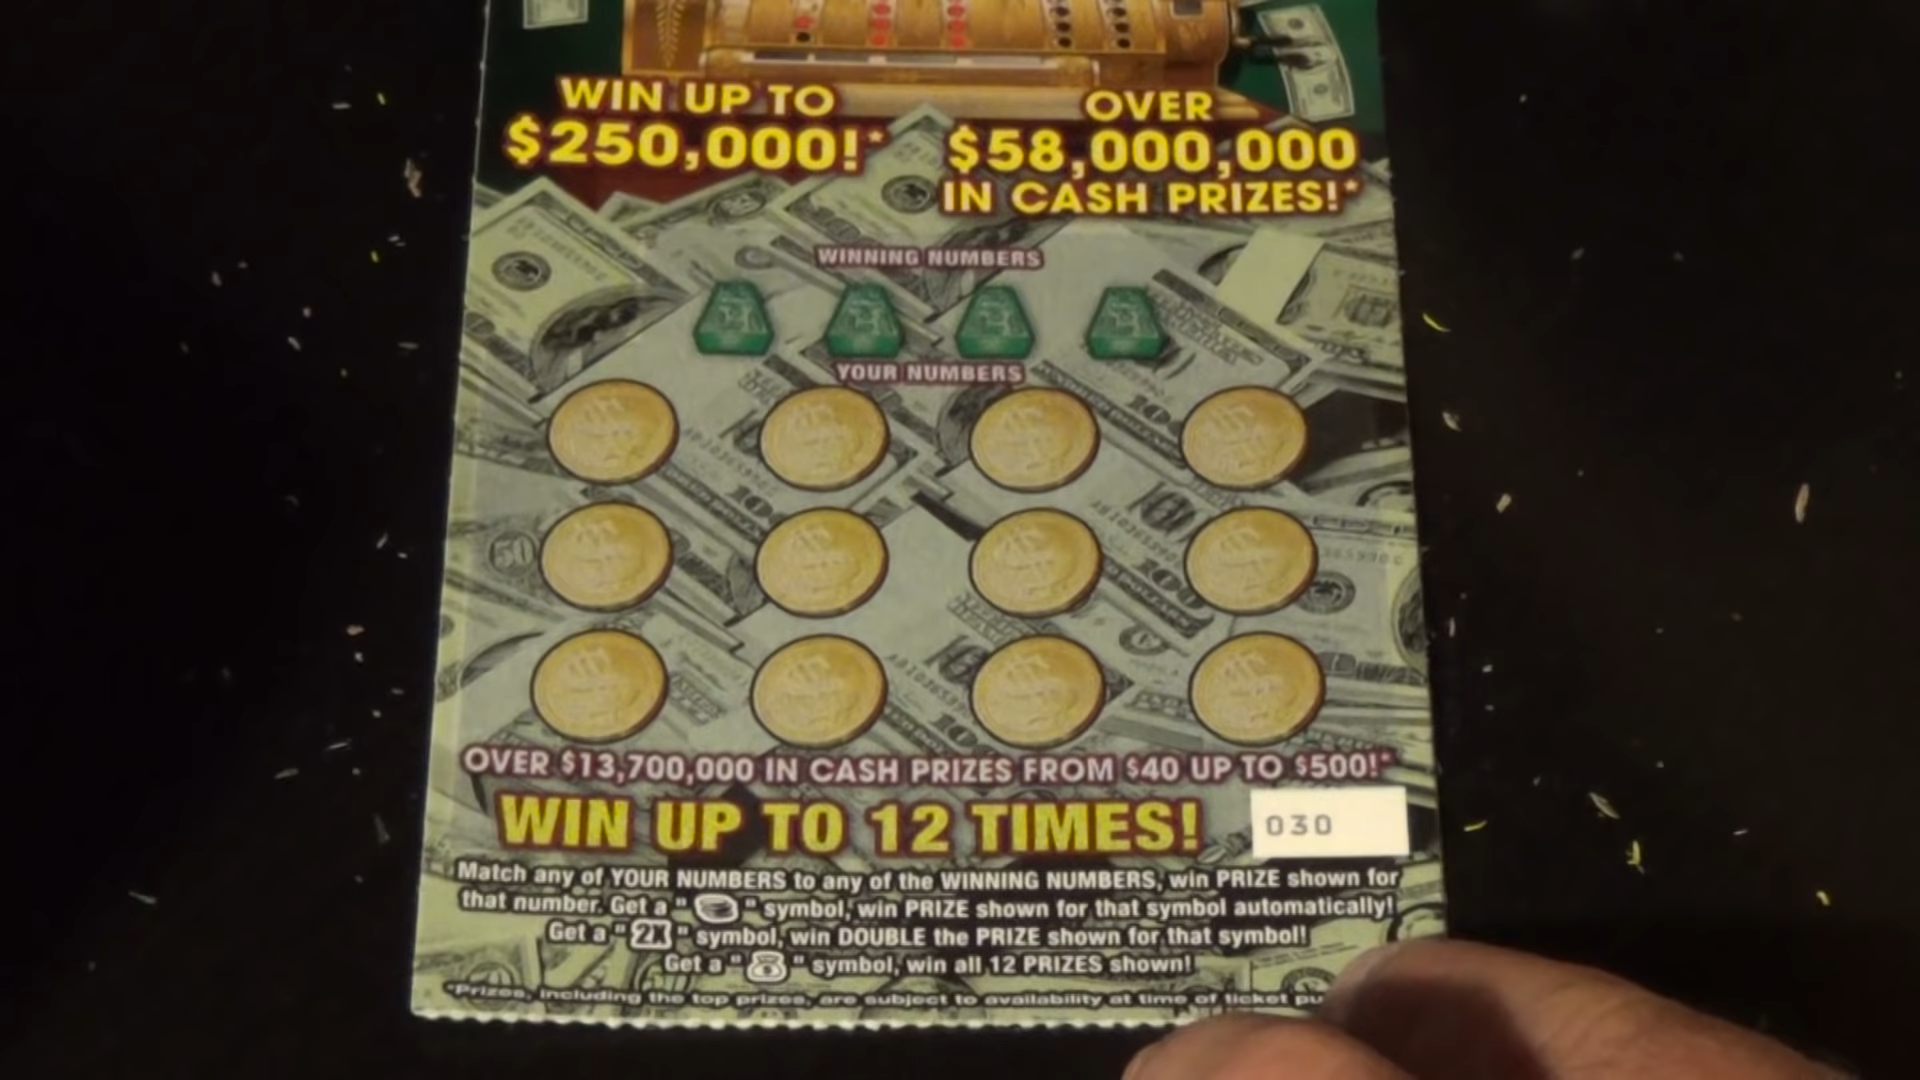 WIN UP TO
$250,000!*
OVER
$58,000,000
IN CASH PRIZES!*
WINNING NUMBERS
YOUR NUMBERS
OVER $13,700,000 IN CASH PRIZES FROM $40 UP TO $500!*
WIN UP TO 12 TIMES!
030
Match any of YOUR NUMBERS to any of the WINNING NUMBERS, win PRIZE shown for
that number. Get a " " symbol, win PRIZE shown for that symbol automatically!
Get a "2X" symbol, win DOUBLE the PRIZE shown for that symbol!
Get a " " symbol, win all 12 PRIZES shown!
*Prizes, including the top prizes, are subject to availability at time of ticket